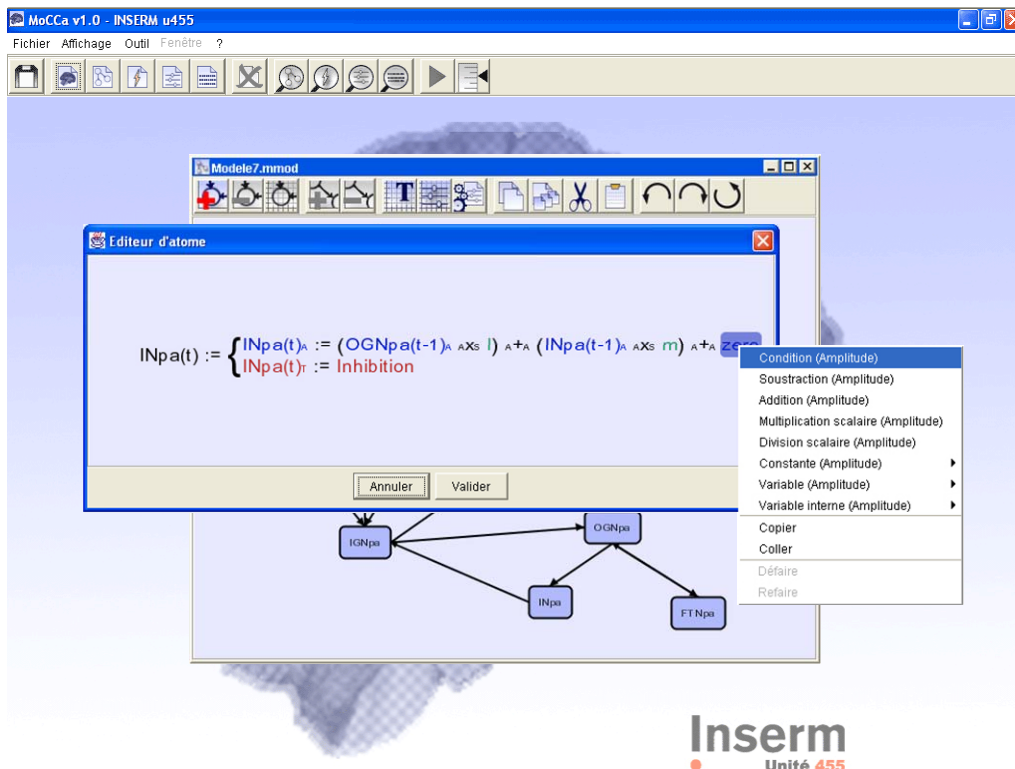 MoCCa v1.0 - INSERM u455
Fichier Affichage Outil Fenêtre ?
Modele7.mmod
T
Editeur d'atome
INpa(t) := {
INpa(t)A := (OGNpa(t-1)A AxS l) A+A (INpa(t-1)A AxS m) A+A zero
INpa(t)T := Inhibition
Annuler Valider
Condition (Amplitude)
Soustraction (Amplitude)
Addition (Amplitude)
Multiplication scalaire (Amplitude)
Division scalaire (Amplitude)
Constante (Amplitude)
Variable (Amplitude)
Variable interne (Amplitude)
Copier
Coller
Défaire
Refaire
IGNpa
OGNpa
INpa
FTNpa
Inserm
Unité 455